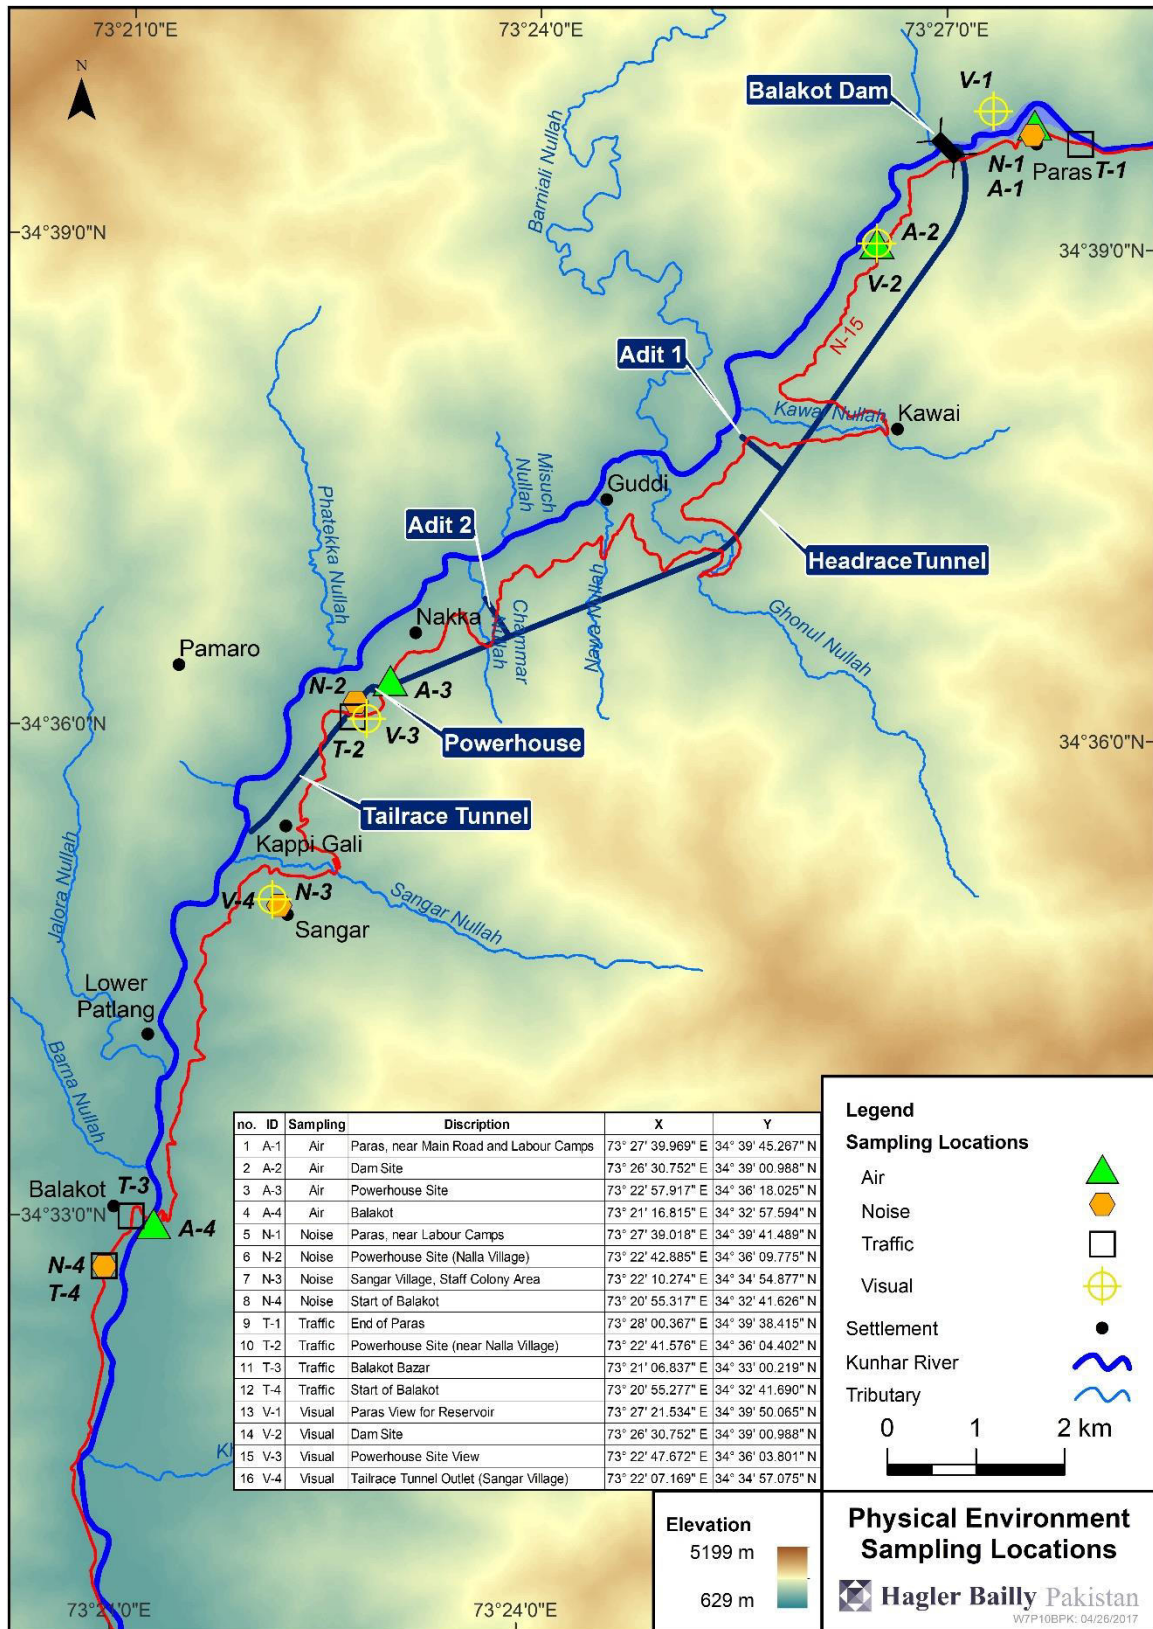 73°21'0"E
73°24'0"E
73°27'0"E
N
V-1
Balakot Dam
N-1
A-1
Paras
T-1
Barniali Nullah
34°39'0"N
34°39'0"N
A-2
V-2
N-15
Adit 1
Kawai Nullah
Kawai
Misuch
Nullah
Guddi
Phatekka Nullah
Adit 2
HeadraceTunnel
Nakka
Chammar
Nullah
Nawa Nullah
Ghonul Nullah
Pamaro
N-2
A-3
34°36'0"N
T-2
V-3
Powerhouse
34°36'0"N
Tailrace Tunnel
Kappi Gali
Jalora Nullah
V-4
N-3
Sangar Nullah
Sangar
Lower
Patlang
Barna Nullah
Balakot
T-3
34°33'0"N
A-4
N-4
T-4
no. ID Sampling Discription X Y
1 A-1 Air Paras, near Main Road and Labour Camps 73° 27' 39.969" E 34° 39' 45.267" N
2 A-2 Air Dam Site 73° 26' 30.752" E 34° 39' 00.988" N
3 A-3 Air Powerhouse Site 73° 22' 57.917" E 34° 36' 18.025" N
4 A-4 Air Balakot 73° 21' 16.815" E 34° 32' 57.594" N
5 N-1 Noise Paras, near Labour Camps 73° 27' 39.018" E 34° 39' 41.489" N
6 N-2 Noise Powerhouse Site (Nalla Village) 73° 22' 42.885" E 34° 36' 09.775" N
7 N-3 Noise Sangar Village, Staff Colony Area 73° 22' 10.274" E 34° 34' 54.877" N
8 N-4 Noise Start of Balakot 73° 20' 55.317" E 34° 32' 41.626" N
9 T-1 Traffic End of Paras 73° 28' 00.367" E 34° 39' 38.415" N
10 T-2 Traffic Powerhouse Site (near Nalla Village) 73° 22' 41.576" E 34° 36' 04.402" N
11 T-3 Traffic Balakot Bazar 73° 21' 06.837" E 34° 33' 00.219" N
12 T-4 Traffic Start of Balakot 73° 20' 55.277" E 34° 32' 41.690" N
13 V-1 Visual Paras View for Reservoir 73° 27' 21.534" E 34° 39' 50.065" N
14 V-2 Visual Dam Site 73° 26' 30.752" E 34° 39' 00.988" N
15 V-3 Visual Powerhouse Site View 73° 22' 47.672" E 34° 36' 03.801" N
16 V-4 Visual Tailrace Tunnel Outlet (Sangar Village) 73° 22' 07.169" E 34° 34' 57.075" N
Legend
Sampling Locations
Air
Noise
Traffic
Visual
Settlement
Kunhar River
Tributary
0 1 2 km
Elevation
5199 m
629 m
Physical Environment
Sampling Locations
Hagler Bailly Pakistan
W7P10BPK: 04/26/2017
73°21'0"E
73°24'0"E